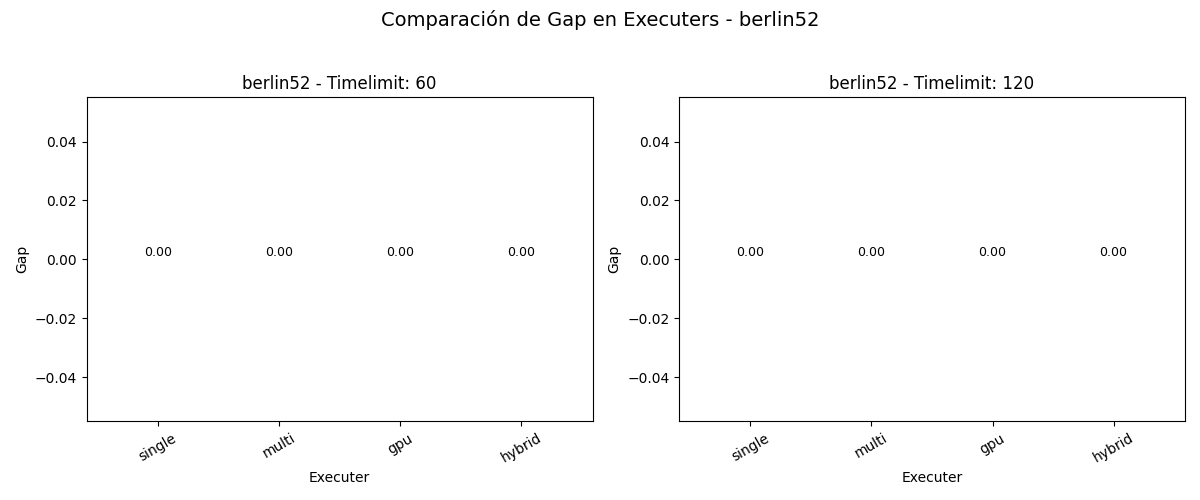 Comparación de Gap en Executers - berlin52
berlin52 - Timelimit: 60
Gap
0.04
0.02
0.00
−0.02
−0.04
0.00 0.00 0.00 0.00
single multi gpu hybrid
Executer
berlin52 - Timelimit: 120
Gap
0.04
0.02
0.00
−0.02
−0.04
0.00 0.00 0.00 0.00
single multi gpu hybrid
Executer